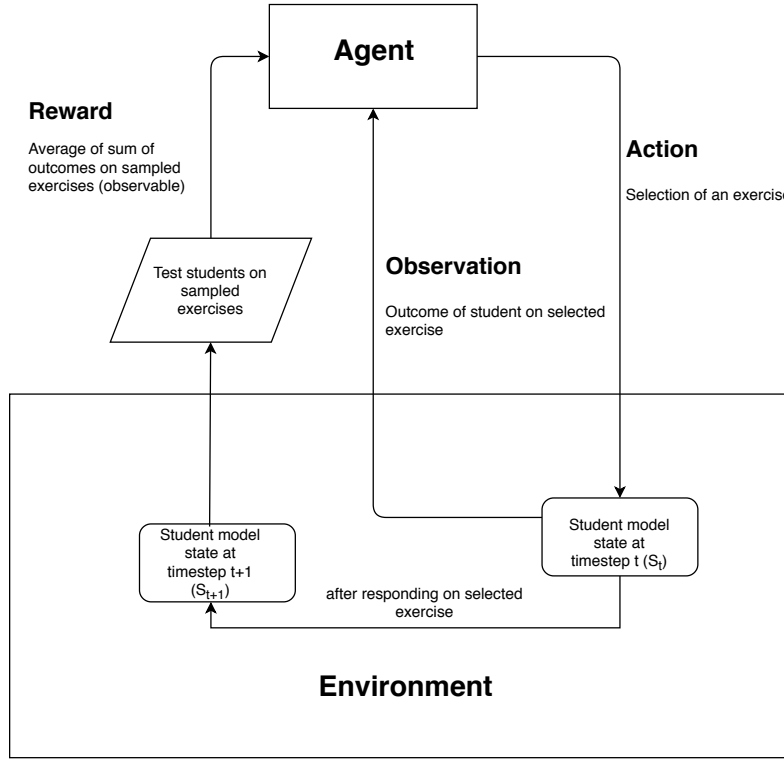 Agent
Reward
Average of sum of
outcomes on sampled
exercises (observable)
Action
Selection of an exercise
Test students on
sampled
exercises
Observation
Outcome of student on selected
exercise
Student model
state at
timestep t (St)
Student model
state at
timestep t+1
(St+1)
after responding on selected
exercise
Environment